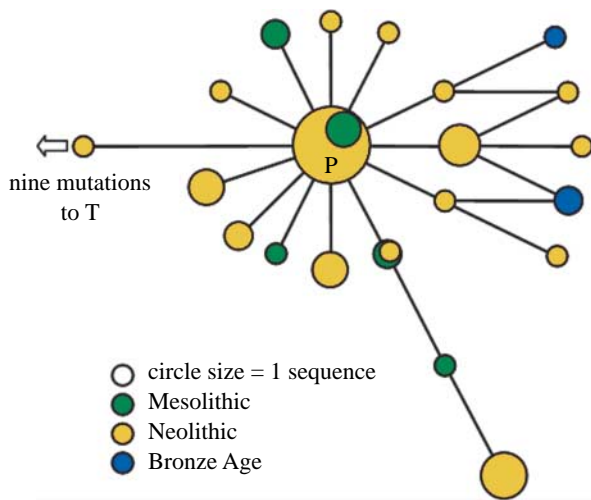 P
nine mutations
to T
circle size = 1 sequence
Mesolithic
Neolithic
Bronze Age